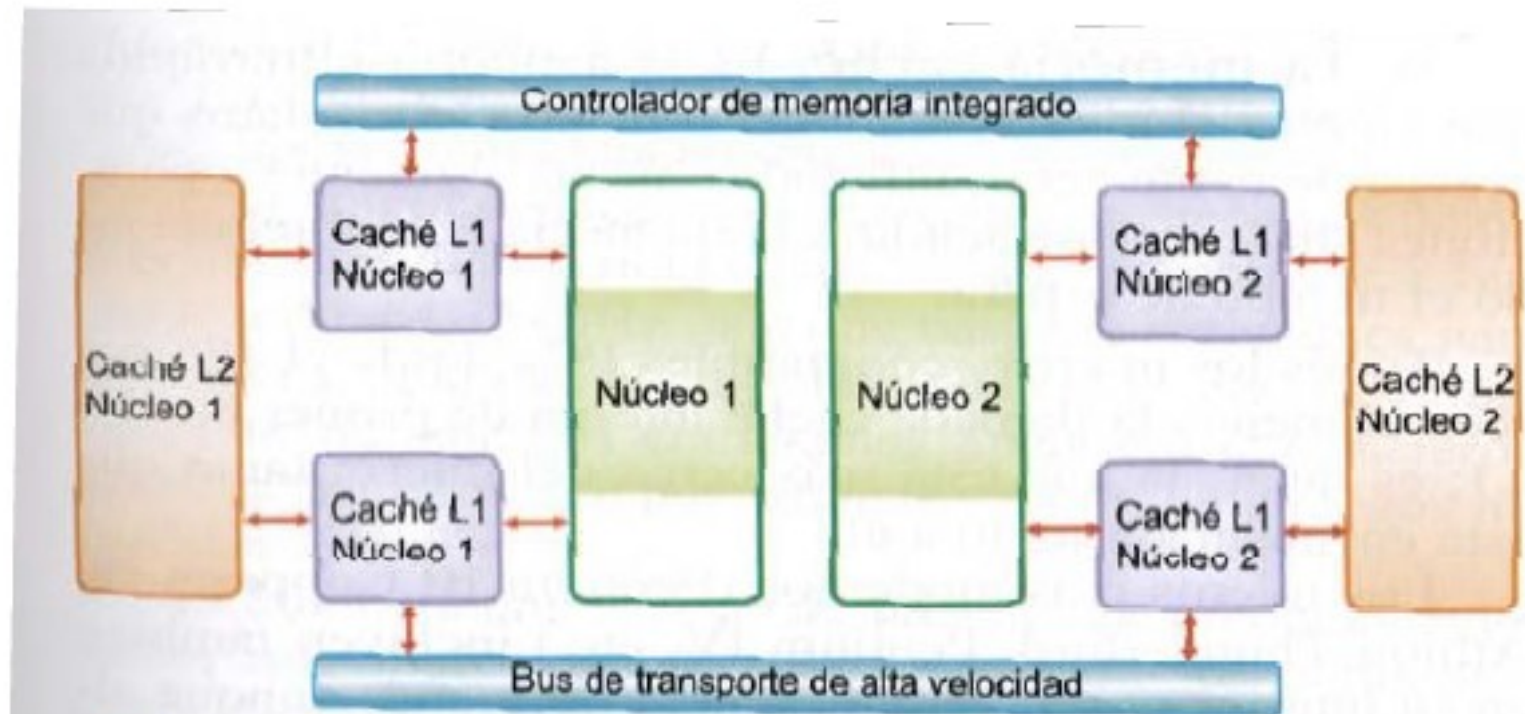 Controlador de memoria integrado
Caché L1
Núcleo 1
Caché L1
Núcleo 2
Caché L2
Núcleo 1
Núcleo 1
Núcleo 2
Caché L2
Núcleo 2
Caché L1
Núcleo 1
Caché L1
Núcleo 2
Bus de transporte de alta velocidad